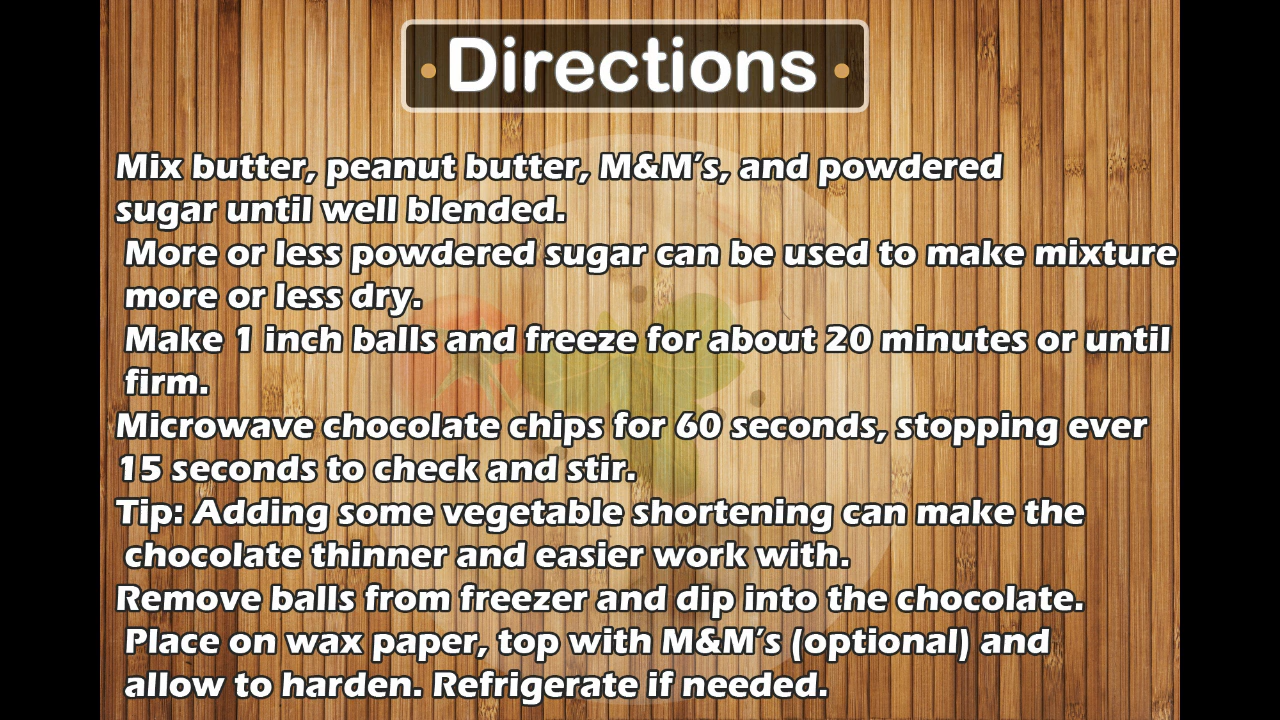 Directions
Mix butter, peanut butter, M&M's, and powdered
sugar until well blended.
More or less powdered sugar can be used to make mixture
more or less dry.
Make 1 inch balls and freeze for about 20 minutes or until
firm.
Microwave chocolate chips for 60 seconds, stopping ever
15 seconds to check and stir.
Tip: Adding some vegetable shortening can make the
chocolate thinner and easier work with.
Remove balls from freezer and dip into the chocolate.
Place on wax paper, top with M&M's (optional) and
allow to harden. Refrigerate if needed.